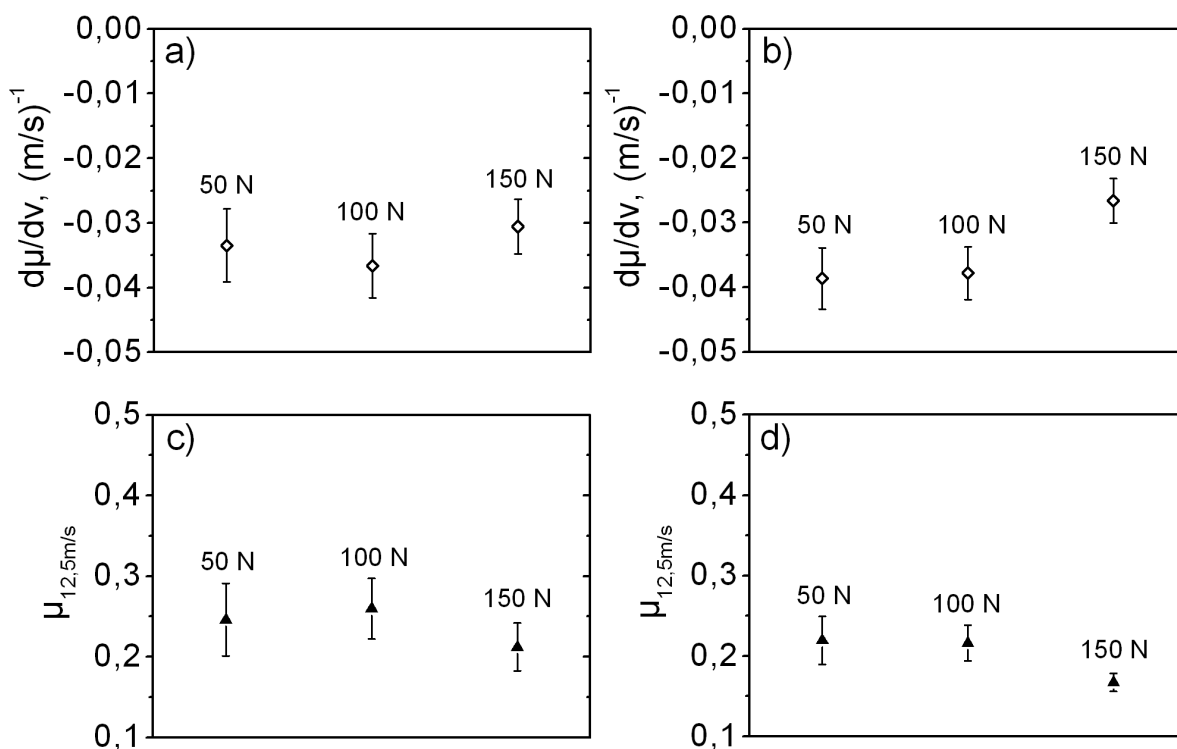 a)
0,00
-0,01
-0,02
-0,03
-0,04
-0,05
dµ/dv, (m/s)⁻¹
50 N
100 N
150 N
b)
0,00
-0,01
-0,02
-0,03
-0,04
-0,05
dµ/dv, (m/s)⁻¹
50 N
100 N
150 N
c)
0,5
0,4
0,3
0,2
0,1
µ12,5m/s
50 N
100 N
150 N
d)
0,5
0,4
0,3
0,2
0,1
µ12,5m/s
50 N
100 N
150 N